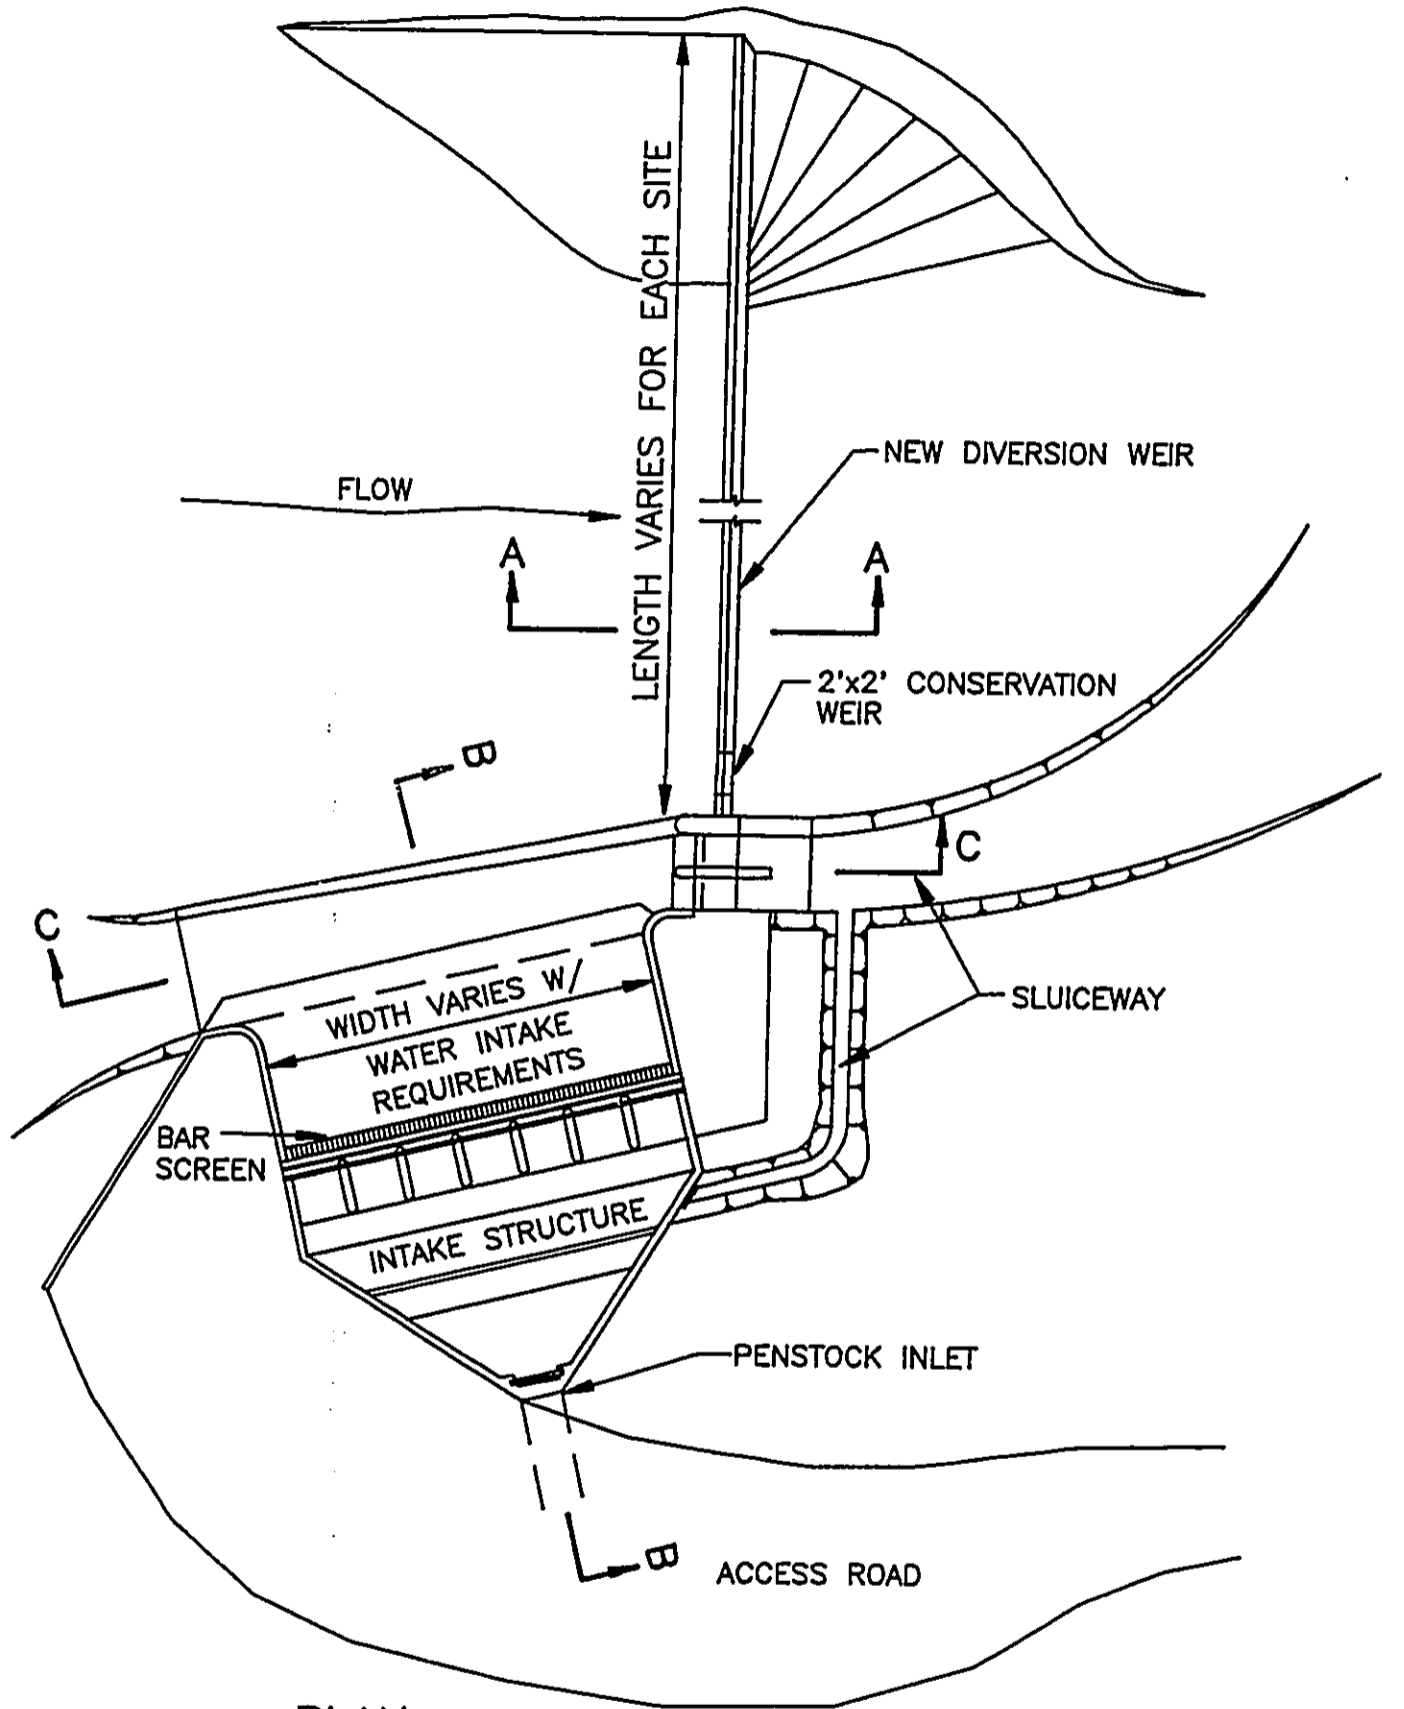 LENGTH VARIES FOR EACH SITE
NEW DIVERSION WEIR
FLOW
A
A
2'x2' CONSERVATION
WEIR
B
C
C
WIDTH VARIES W/
WATER INTAKE
REQUIREMENTS
SLUICEWAY
BAR
SCREEN
INTAKE STRUCTURE
PENSTOCK INLET
B
ACCESS ROAD